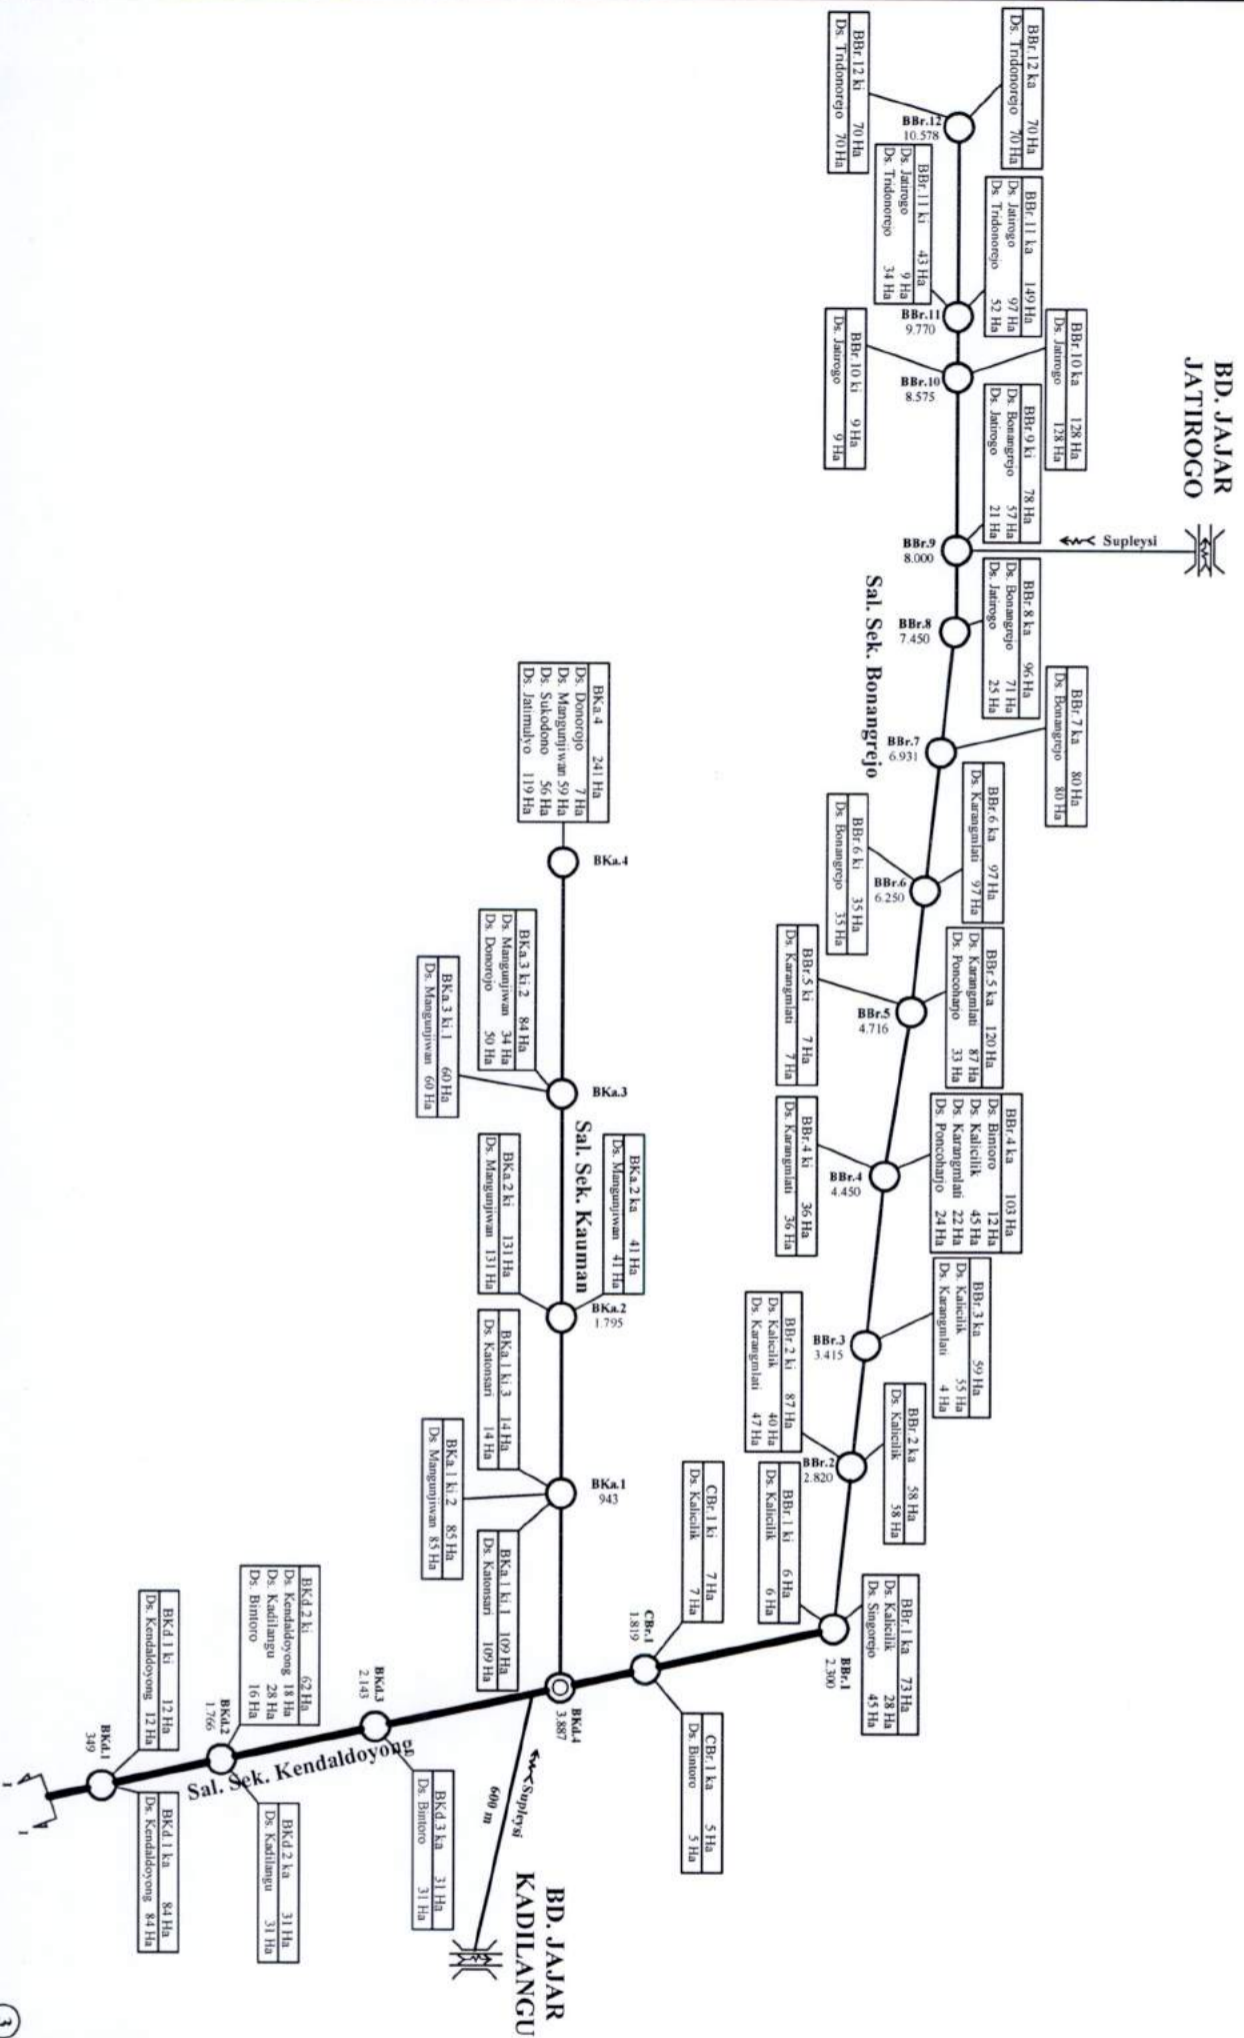 BBr.12 ka 70 Ha
Ds. Tridonorejo 70 Ha
BBr.12 ki 70 Ha
Ds. Tridonorejo 70 Ha
BBr.12
10.578
BBr.11 ka 149 Ha
Ds. Jatirogo 97 Ha
Ds. Tridonorejo 52 Ha
BBr.11 ki 43 Ha
Ds. Jatirogo 9 Ha
Ds. Tridonorejo 34 Ha
BBr.11
9.770
BBr.10 ka 128 Ha
Ds. Jatirogo 128 Ha
BBr.10 ki 9 Ha
Ds. Jatirogo 9 Ha
BBr.10
8.575
BD. JAJAR
JATIROGO
Supleysi
BBr.9 ki 78 Ha
Ds. Bonangrejo 57 Ha
Ds. Jatirogo 21 Ha
BBr.9
8.000
BBr.8 ka 96 Ha
Ds. Bonangrejo 71 Ha
Ds. Jatirogo 25 Ha
BBr.8
7.450
Sal. Sek. Bonangrejo
BBr.7 ka 80 Ha
Ds. Bonangrejo 80 Ha
BBr.7
6.931
BBr.6 ka 97 Ha
Ds. Karangmlati 97 Ha
BBr.6 ki 35 Ha
Ds. Bonangrejo 35 Ha
BBr.6
6.250
BBr.5 ka 120 Ha
Ds. Karangmlati 87 Ha
Ds. Poncoharjo 33 Ha
BBr.5 ki 7 Ha
Ds. Karangmlati 7 Ha
BBr.5
4.716
BBr.4 ka 103 Ha
Ds. Bintoro 12 Ha
Ds. Kalicilik 45 Ha
Ds. Karangmlati 22 Ha
Ds. Poncoharjo 24 Ha
BBr.4 ki 36 Ha
Ds. Karangmlati 36 Ha
BBr.4
4.450
BBr.3 ka 59 Ha
Ds. Kalicilik 55 Ha
Ds. Karangmlati 4 Ha
BBr.3
3.415
BBr.2 ka 58 Ha
Ds. Kalicilik 58 Ha
BBr.2 ki 87 Ha
Ds. Kalicilik 40 Ha
Ds. Karangmlati 47 Ha
BBr.2
2.820
BBr.1 ka 73 Ha
Ds. Kalicilik 28 Ha
Ds. Singorejo 45 Ha
BBr.1 ki 6 Ha
Ds. Kalicilik 6 Ha
BBr.1
2.300
CBr.1 ki 7 Ha
Ds. Kalicilik 7 Ha
CBr.1
1.819
CBr.1 ka 5 Ha
Ds. Bintoro 5 Ha
BKa.4 241 Ha
Ds. Donorojo 7 Ha
Ds. Mangunjiwan 59 Ha
Ds. Sukodono 56 Ha
Ds. Jatimulyo 119 Ha
BKa.4
BKa.3 ki.2 84 Ha
Ds. Mangunjiwan 34 Ha
Ds. Donorojo 50 Ha
BKa.3 ki.1 60 Ha
Ds. Mangunjiwan 60 Ha
BKa.3
Sal. Sek. Kauman
BKa.2 ka 41 Ha
Ds. Mangunjiwan 41 Ha
BKa.2 ki 131 Ha
Ds. Mangunjiwan 131 Ha
BKa.2
1.795
BKa.1 ki.3 14 Ha
Ds. Katonsari 14 Ha
BKa.1 ki.2 85 Ha
Ds. Mangunjiwan 85 Ha
BKa.1
943
BKa.1 ki.1 109 Ha
Ds. Katonsari 109 Ha
BKd.4
3.887
Supleysi
600 m
BD. JAJAR
KADILANGU
BKd.3
2.143
BKd.3 ka 31 Ha
Ds. Bintoro 31 Ha
Sal. Sek. Kendaldoyong
BKd.2 ki 62 Ha
Ds. Kendaldoyong 18 Ha
Ds. Kadilangu 28 Ha
Ds. Bintoro 16 Ha
BKd.2
1.766
BKd.2 ka 31 Ha
Ds. Kadilangu 31 Ha
BKd.1 ki 12 Ha
Ds. Kendaldoyong 12 Ha
BKd.1
349
BKd.1 ka 84 Ha
Ds. Kendaldoyong 84 Ha
I
I
3